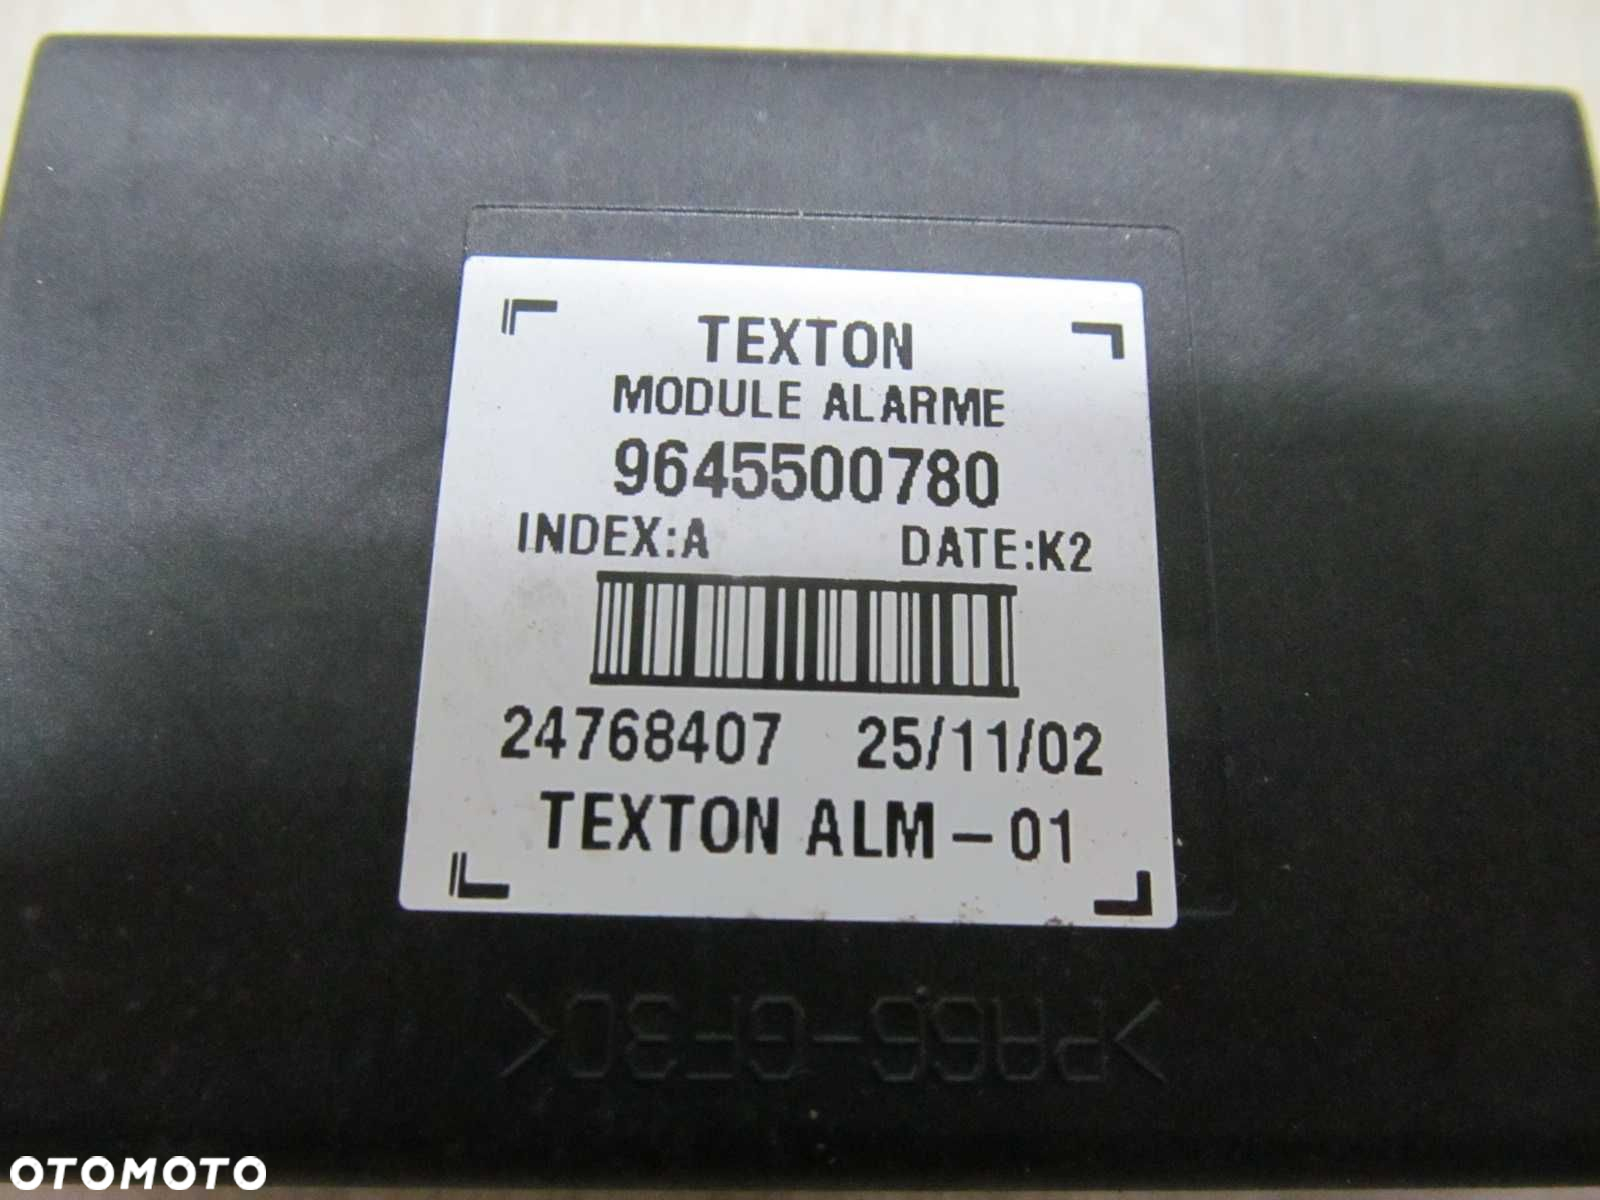 TEXTON
MODULE ALARME
9645500780
INDEX:A DATE:K2
24768407 25/11/02
TEXTON ALM - 01
>PA66-GF30<
OTOMOTO